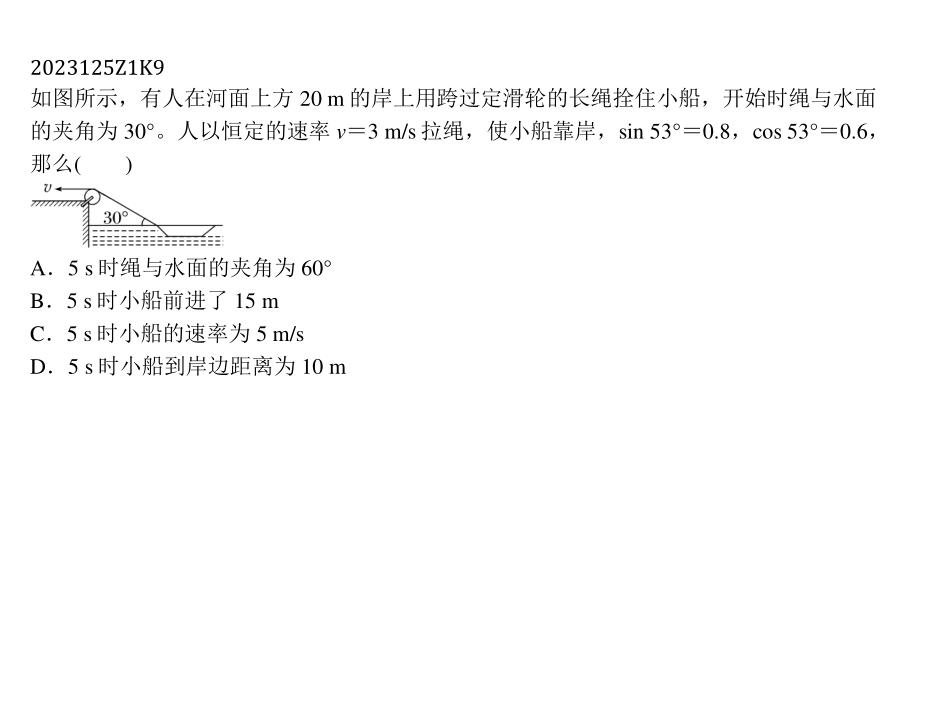 2023125Z1K9
如图所示，有人在河面上方 20 m 的岸上用跨过定滑轮的长绳拴住小船，开始时绳与水面
的夹角为 30°。人以恒定的速率 v＝3 m/s 拉绳，使小船靠岸，sin 53°＝0.8，cos 53°＝0.6，
那么(　　)
v
30°
A．5 s 时绳与水面的夹角为 60°
B．5 s 时小船前进了 15 m
C．5 s 时小船的速率为 5 m/s
D．5 s 时小船到岸边距离为 10 m